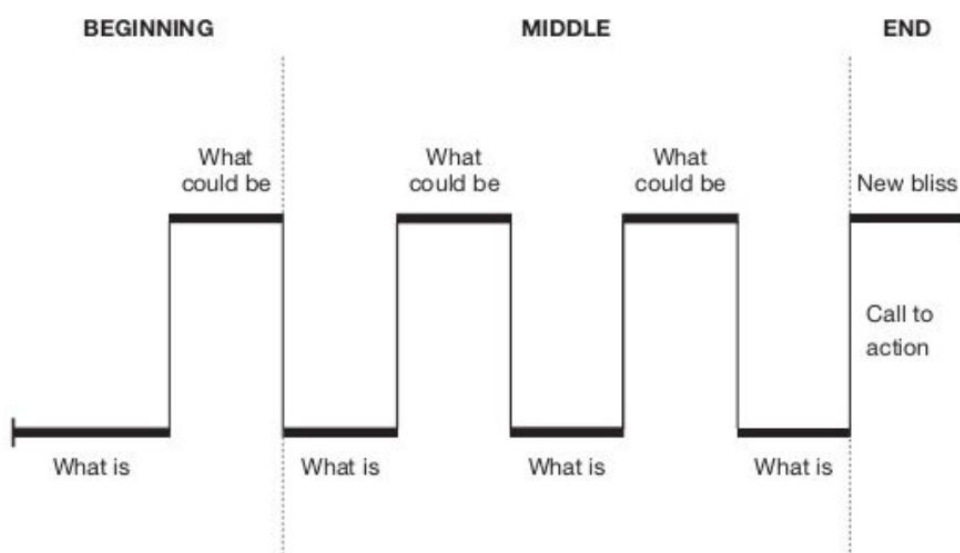 BEGINNING MIDDLE END
What could be
What could be
What could be
New bliss
Call to
action
What is
What is
What is
What is